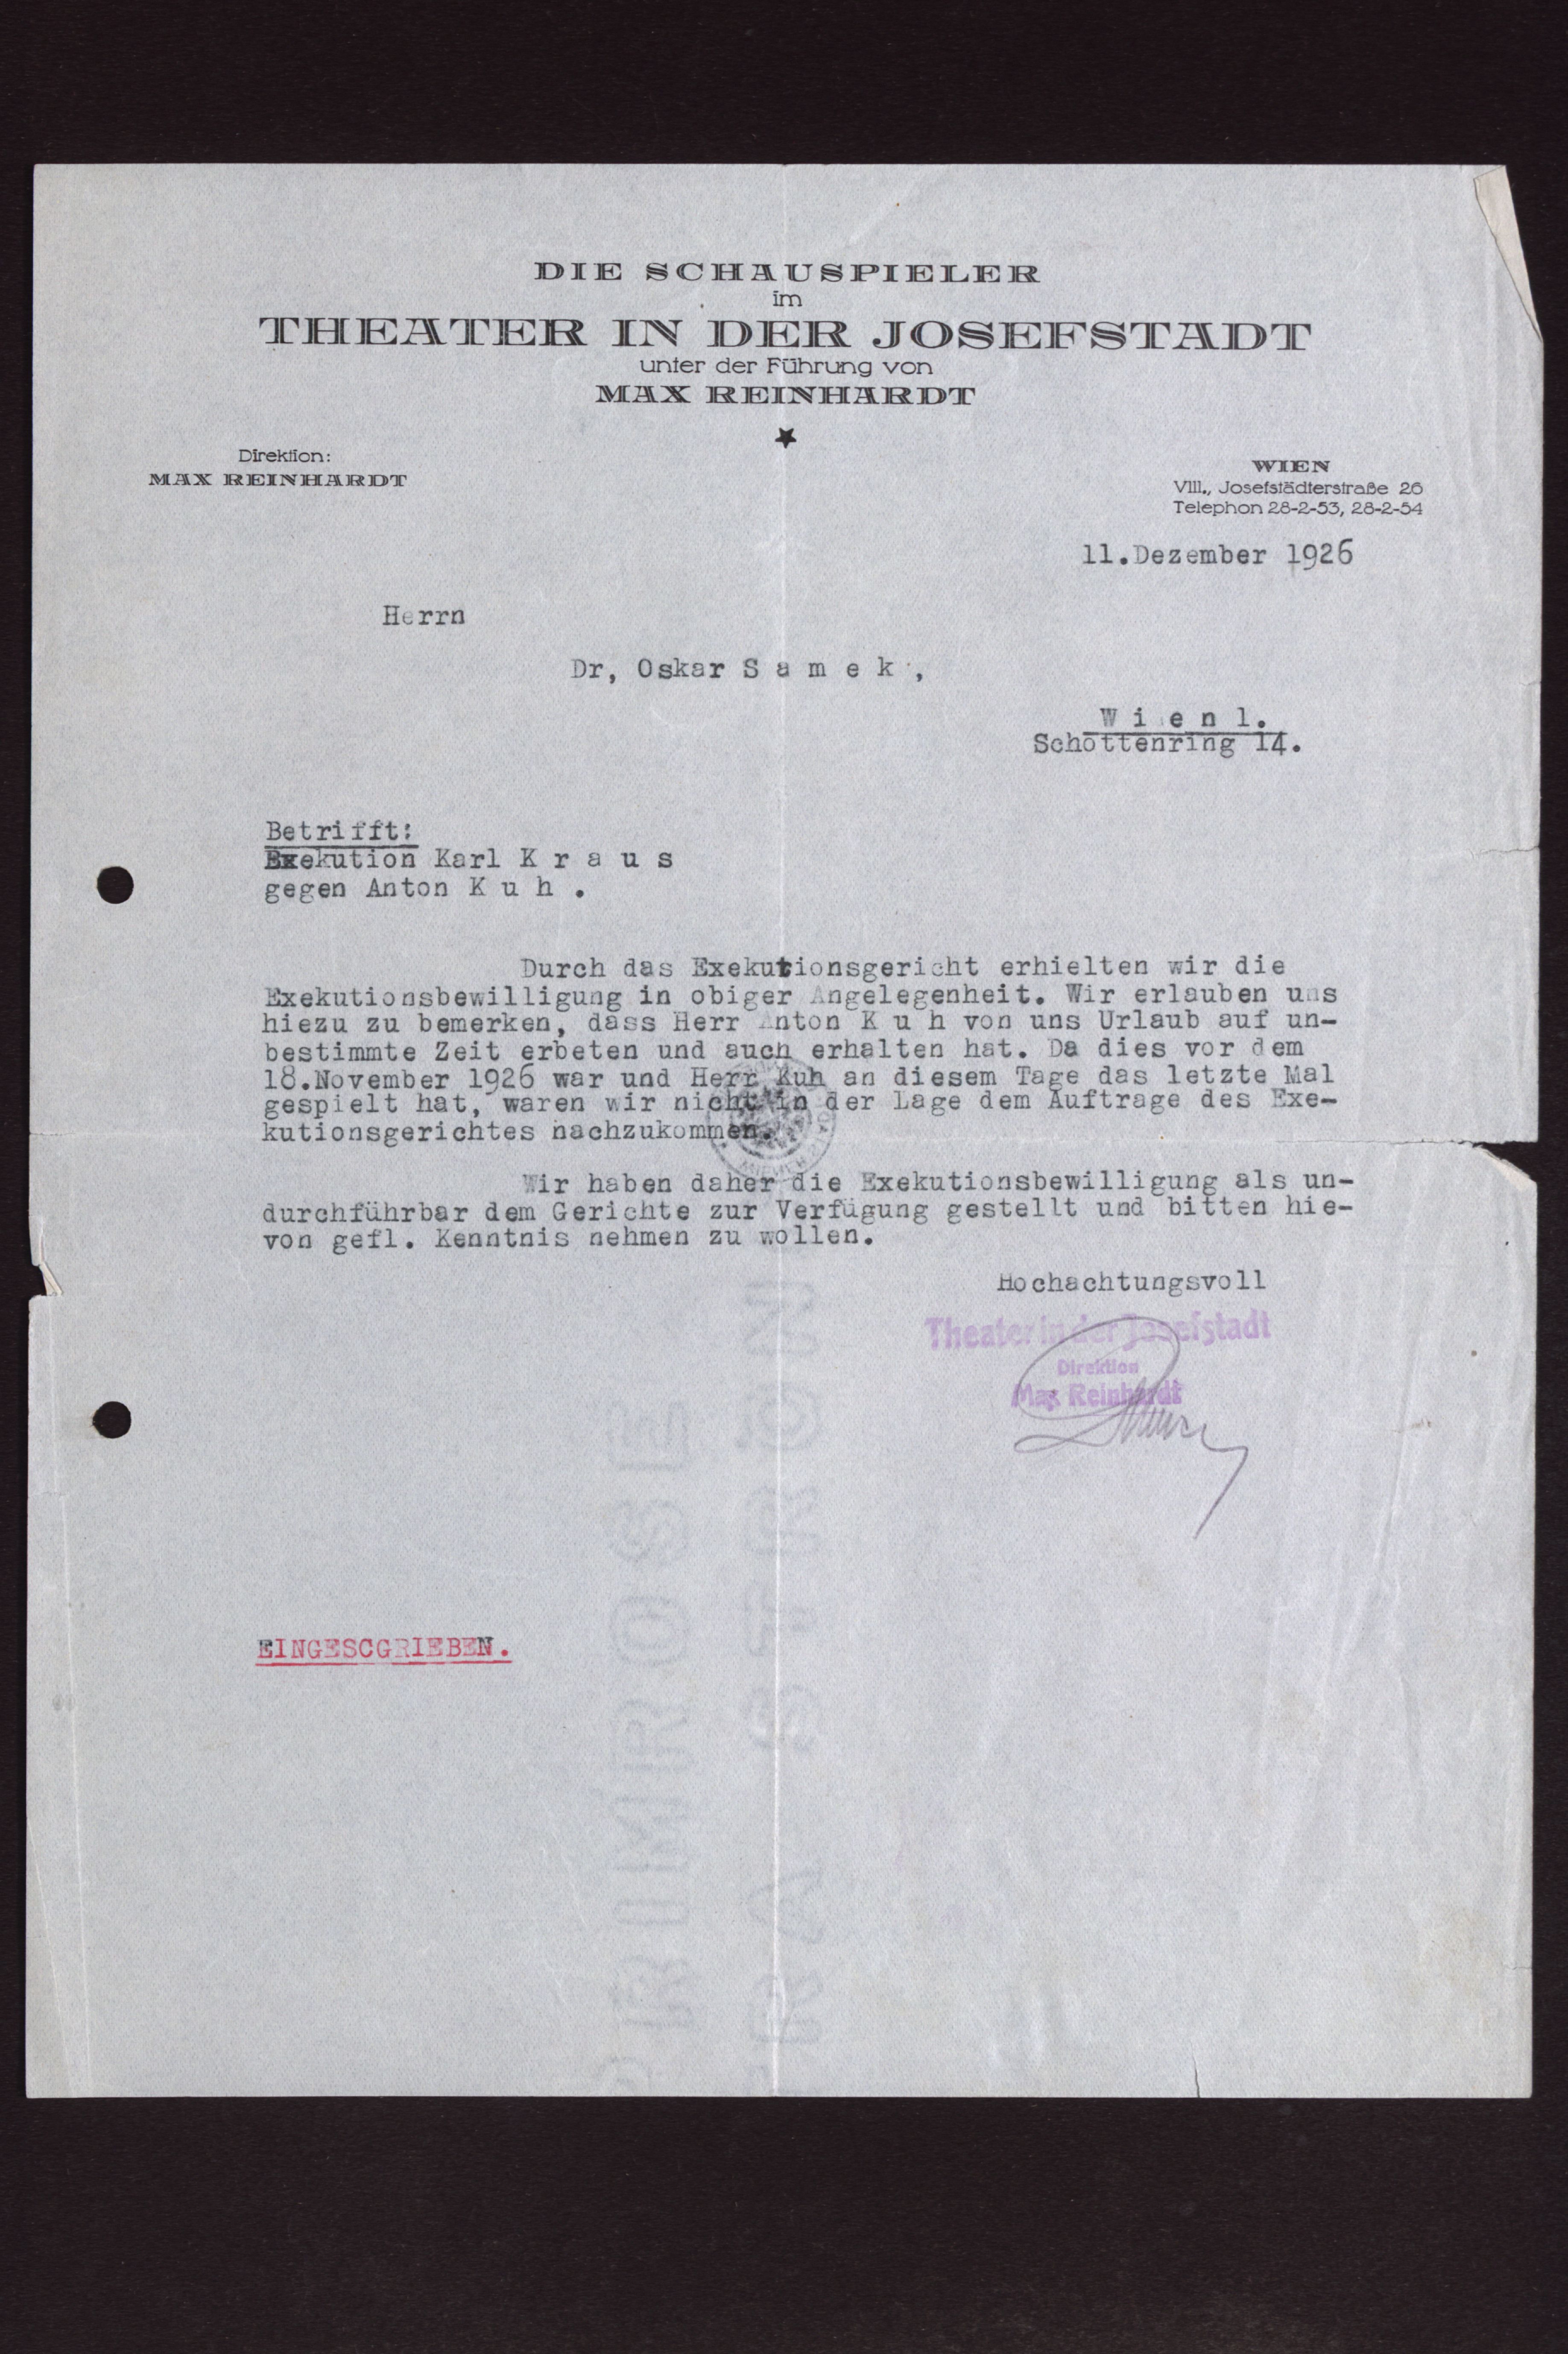 DIE SCHAUSPIELER
im
THEATER IN DER JOSEFSTADT
unter der Führung von
MAX REINHARDT
Direktion:
MAX REINHARDT
WIEN
VIII., Josefstädterstraße 26
Telephon 28-2-53, 28-2-54
11.Dezember 1926
Herrn
Dr, Oskar S a m e k ,
W i e n 1.
Schottenring 14.
Betrifft:
Exekution Karl K r a u s
gegen Anton K u h .
Durch das Exekutionsgericht erhielten wir die
Exekutionsbewilligung in obiger Angelegenheit. Wir erlauben uns
hiezu zu bemerken, dass Herr Anton K u h von uns Urlaub auf un-
bestimmte Zeit erbeten und auch erhalten hat. Da dies vor dem
18.November 1926 war und Herr Kuh an diesem Tage das letzte Mal
gespielt hat, waren wir nicht in der Lage dem Auftrage des Exe-
kutionsgerichtes nachzukommen.
Wir haben daher die Exekutionsbewilligung als un-
durchführbar dem Gerichte zur Verfügung gestellt und bitten hie-
von gefl. Kenntnis nehmen zu wollen.
Hochachtungsvoll
Theater in der Josefstadt
Direktion
Max Reinhardt
EINGESCGRIEBEN.